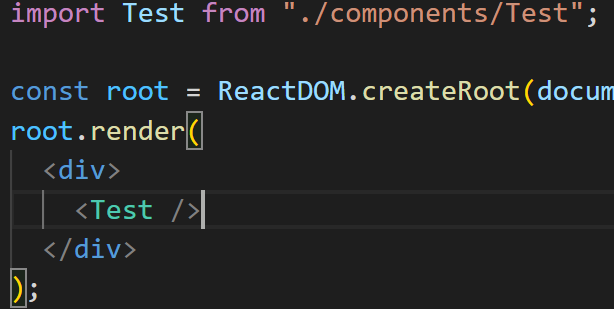 import Test from "./components/Test";
const root = ReactDOM.createRoot(docum
root.render(
<div>
<Test />
</div>
);